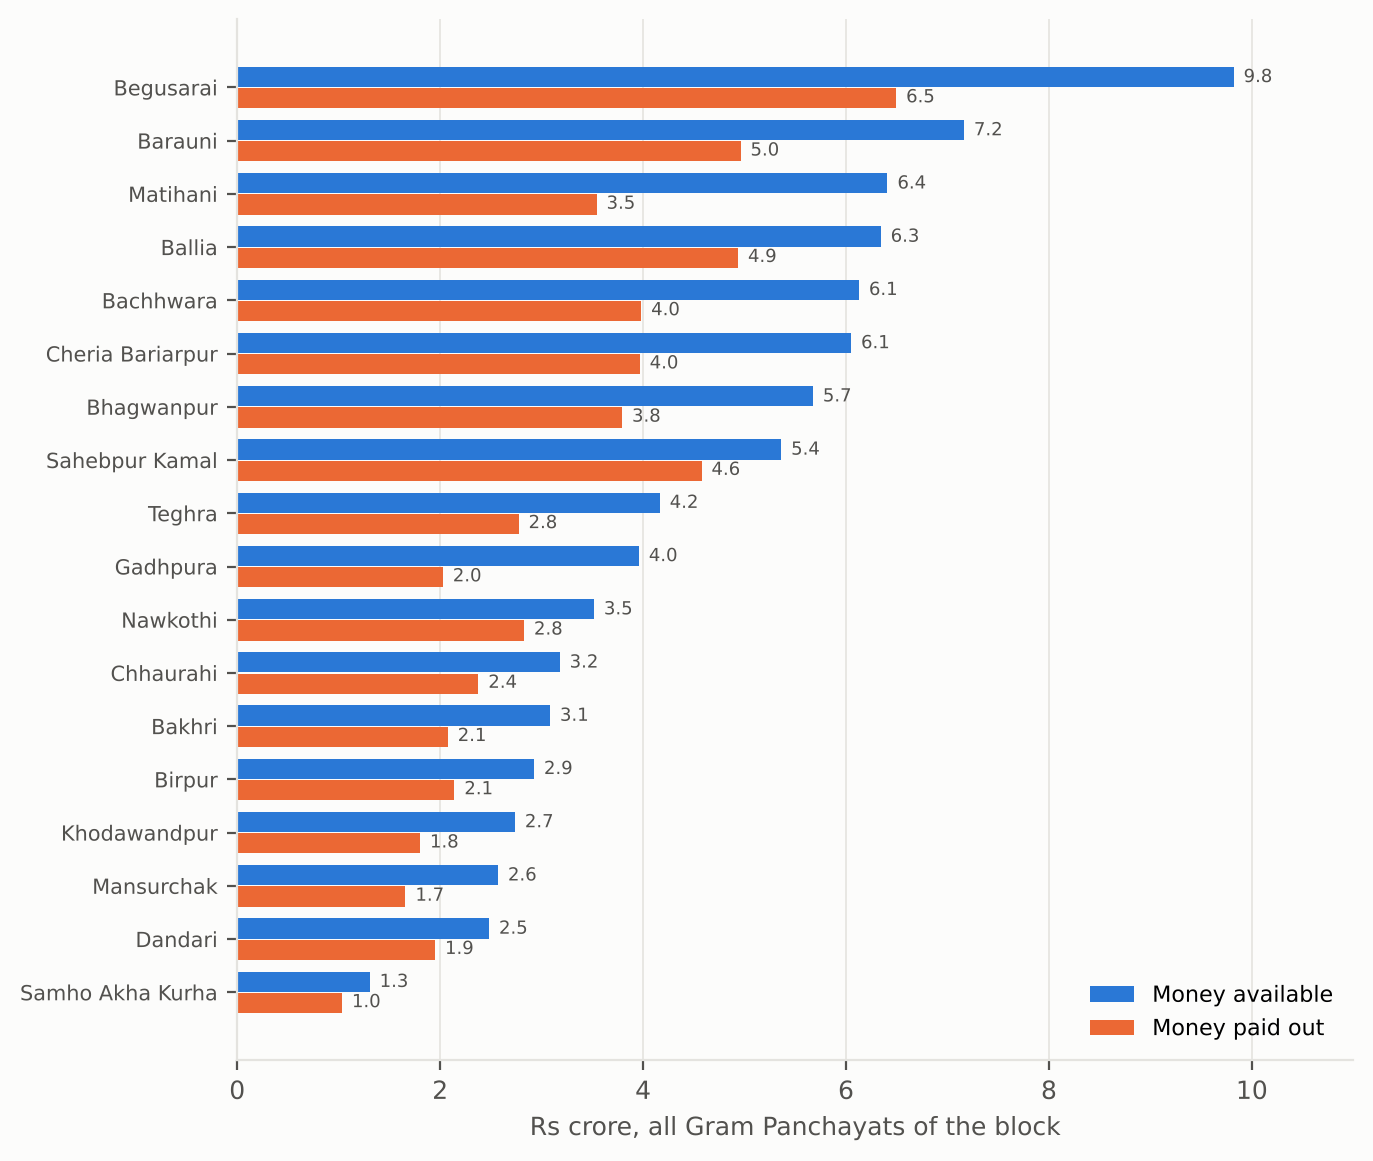 Begusarai 9.8
6.5
Barauni 7.2
5.0
Matihani 6.4
3.5
Ballia 6.3
4.9
Bachhwara 6.1
4.0
Cheria Bariarpur 6.1
4.0
Bhagwanpur 5.7
3.8
Sahebpur Kamal 5.4
4.6
Teghra 4.2
2.8
Gadhpura 4.0
2.0
Nawkothi 3.5
2.8
Chhaurahi 3.2
2.4
Bakhri 3.1
2.1
Birpur 2.9
2.1
Khodawandpur 2.7
1.8
Mansurchak 2.6
1.7
Dandari 2.5
1.9
Samho Akha Kurha 1.3
1.0
Money available
Money paid out
0 2 4 6 8 10
Rs crore, all Gram Panchayats of the block